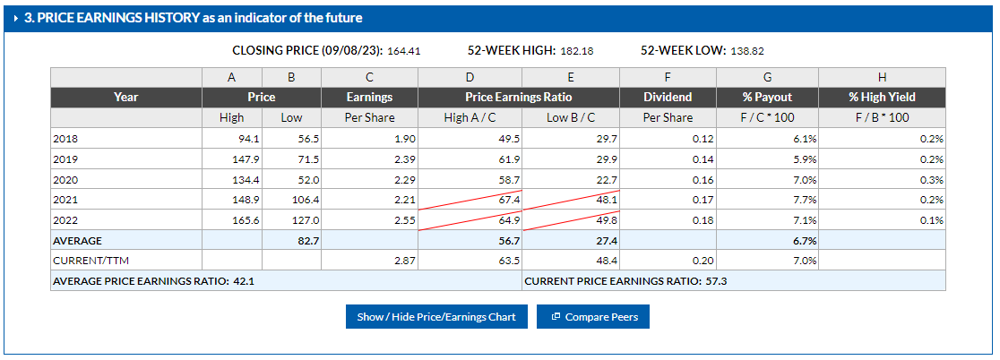 3. PRICE EARNINGS HISTORY as an indicator of the future
CLOSING PRICE (09/08/23): 164.41 52-WEEK HIGH: 182.18 52-WEEK LOW: 138.82
A B C D E F G H
Year Price Earnings Price Earnings Ratio Dividend % Payout % High Yield
High Low Per Share High A / C Low B / C Per Share F / C * 100 F / B * 100
2018 94.1 56.5 1.90 49.5 29.7 0.12 6.1% 0.2%
2019 147.9 71.5 2.39 61.9 29.9 0.14 5.9% 0.2%
2020 134.4 52.0 2.29 58.7 22.7 0.16 7.0% 0.3%
2021 148.9 106.4 2.21 67.4 48.1 0.17 7.7% 0.2%
2022 165.6 127.0 2.55 64.9 49.8 0.18 7.1% 0.1%
AVERAGE 82.7 56.7 27.4 6.7%
CURRENT/TTM 2.87 63.5 48.4 0.20 7.0%
AVERAGE PRICE EARNINGS RATIO: 42.1 CURRENT PRICE EARNINGS RATIO: 57.3
Show / Hide Price/Earnings Chart Compare Peers